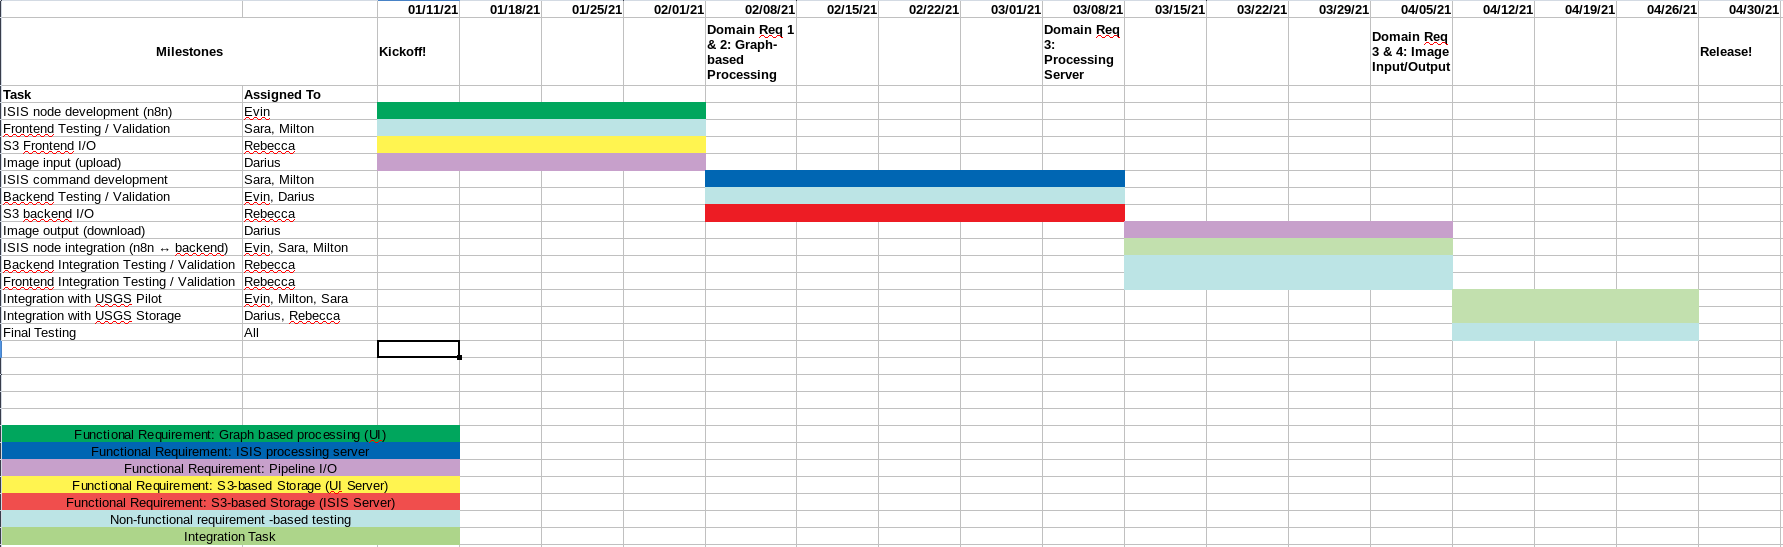 01/11/21 01/18/21 01/25/21 02/01/21 02/08/21 02/15/21 02/22/21 03/01/21 03/08/21 03/15/21 03/22/21 03/29/21 04/05/21 04/12/21 04/19/21 04/26/21 04/30/21
Milestones
Kickoff!
Domain Req 1
& 2: Graph-
based
Processing
Domain Req
3:
Processing
Server
Domain Req
3 & 4: Image
Input/Output
Release!
Task Assigned To
ISIS node development (n8n) Evin
Frontend Testing / Validation Sara, Milton
S3 Frontend I/O Rebecca
Image input (upload) Darius
ISIS command development Sara, Milton
Backend Testing / Validation Evin, Darius
S3 backend I/O Rebecca
Image output (download) Darius
ISIS node integration (n8n ↔ backend) Evin, Sara, Milton
Backend Integration Testing / Validation Rebecca
Frontend Integration Testing / Validation Rebecca
Integration with USGS Pilot Evin, Milton, Sara
Integration with USGS Storage Darius, Rebecca
Final Testing All
Functional Requirement: Graph based processing (UI)
Functional Requirement: ISIS processing server
Functional Requirement: Pipeline I/O
Functional Requirement: S3-based Storage (UI Server)
Functional Requirement: S3-based Storage (ISIS Server)
Non-functional requirement -based testing
Integration Task